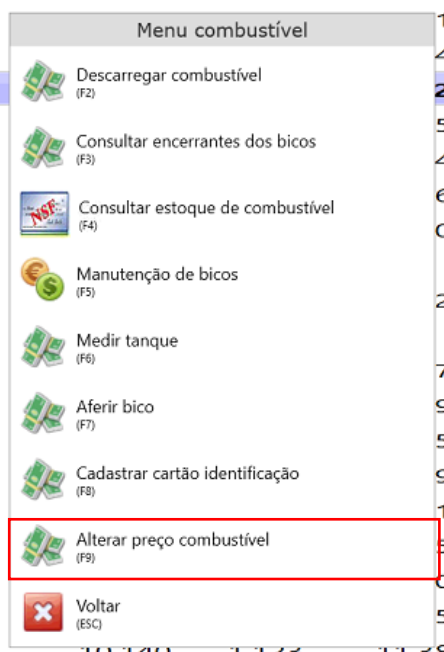 Menu combustível
Descarregar combustível
(F2)
Consultar encerrantes dos bicos
(F3)
NSF
Consultar estoque de combustível
(F4)
Manutenção de bicos
(F5)
Medir tanque
(F6)
Aferir bico
(F7)
Cadastrar cartão identificação
(F8)
Alterar preço combustível
(F9)
Voltar
(ESC)